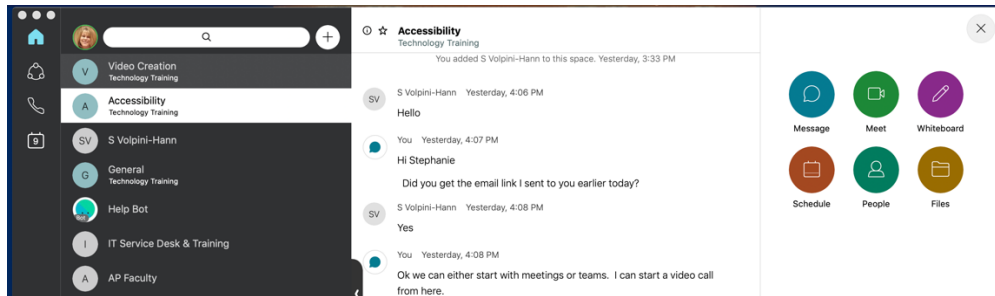 Video Creation
Technology Training
Accessibility
Technology Training
S Volpini-Hann
General
Technology Training
Help Bot
IT Service Desk & Training
AP Faculty
9
V
A
SV
G
I
A
Accessibility
Technology Training
You added S Volpini-Hann to this space. Yesterday, 3:33 PM
SV
S Volpini-Hann Yesterday, 4:06 PM
Hello
You Yesterday, 4:07 PM
Hi Stephanie
Did you get the email link I sent to you earlier today?
SV
S Volpini-Hann Yesterday, 4:08 PM
Yes
You Yesterday, 4:08 PM
Ok we can either start with meetings or teams. I can start a video call
from here.
Message
Meet
Whiteboard
Schedule
People
Files